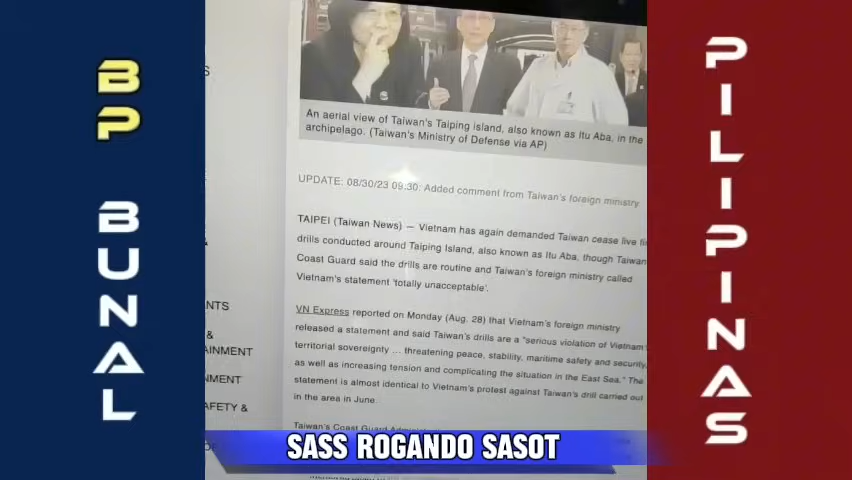 BP
BUNAL
S
An aerial view of Taiwan's Taiping island, also known as Itu Aba, in the
archipelago. (Taiwan's Ministry of Defense via AP)
UPDATE: 08/30/23 09:30: Added comment from Taiwan's foreign ministry
TAIPEI (Taiwan News) — Vietnam has again demanded Taiwan cease live fi
drills conducted around Taiping Island, also known as Itu Aba, though Taiwan
Coast Guard said the drills are routine and Taiwan's foreign ministry called
Vietnam's statement 'totally unacceptable'.
VN Express reported on Monday (Aug. 28) that Vietnam's foreign ministry
released a statement and said Taiwan's drills are a "serious violation of Vietnam'
territorial sovereignty ... threatening peace, stability, maritime safety and security,
as well as increasing tension and complicating the situation in the East Sea." The
statement is almost identical to Vietnam's protest against Taiwan's drill carried out
in the area in June.
Taiwan's Coast Guard
NTS
&
AINMENT
NMENT
AFETY &
OF
SASS ROGANDO SASOT
PILIPINAS